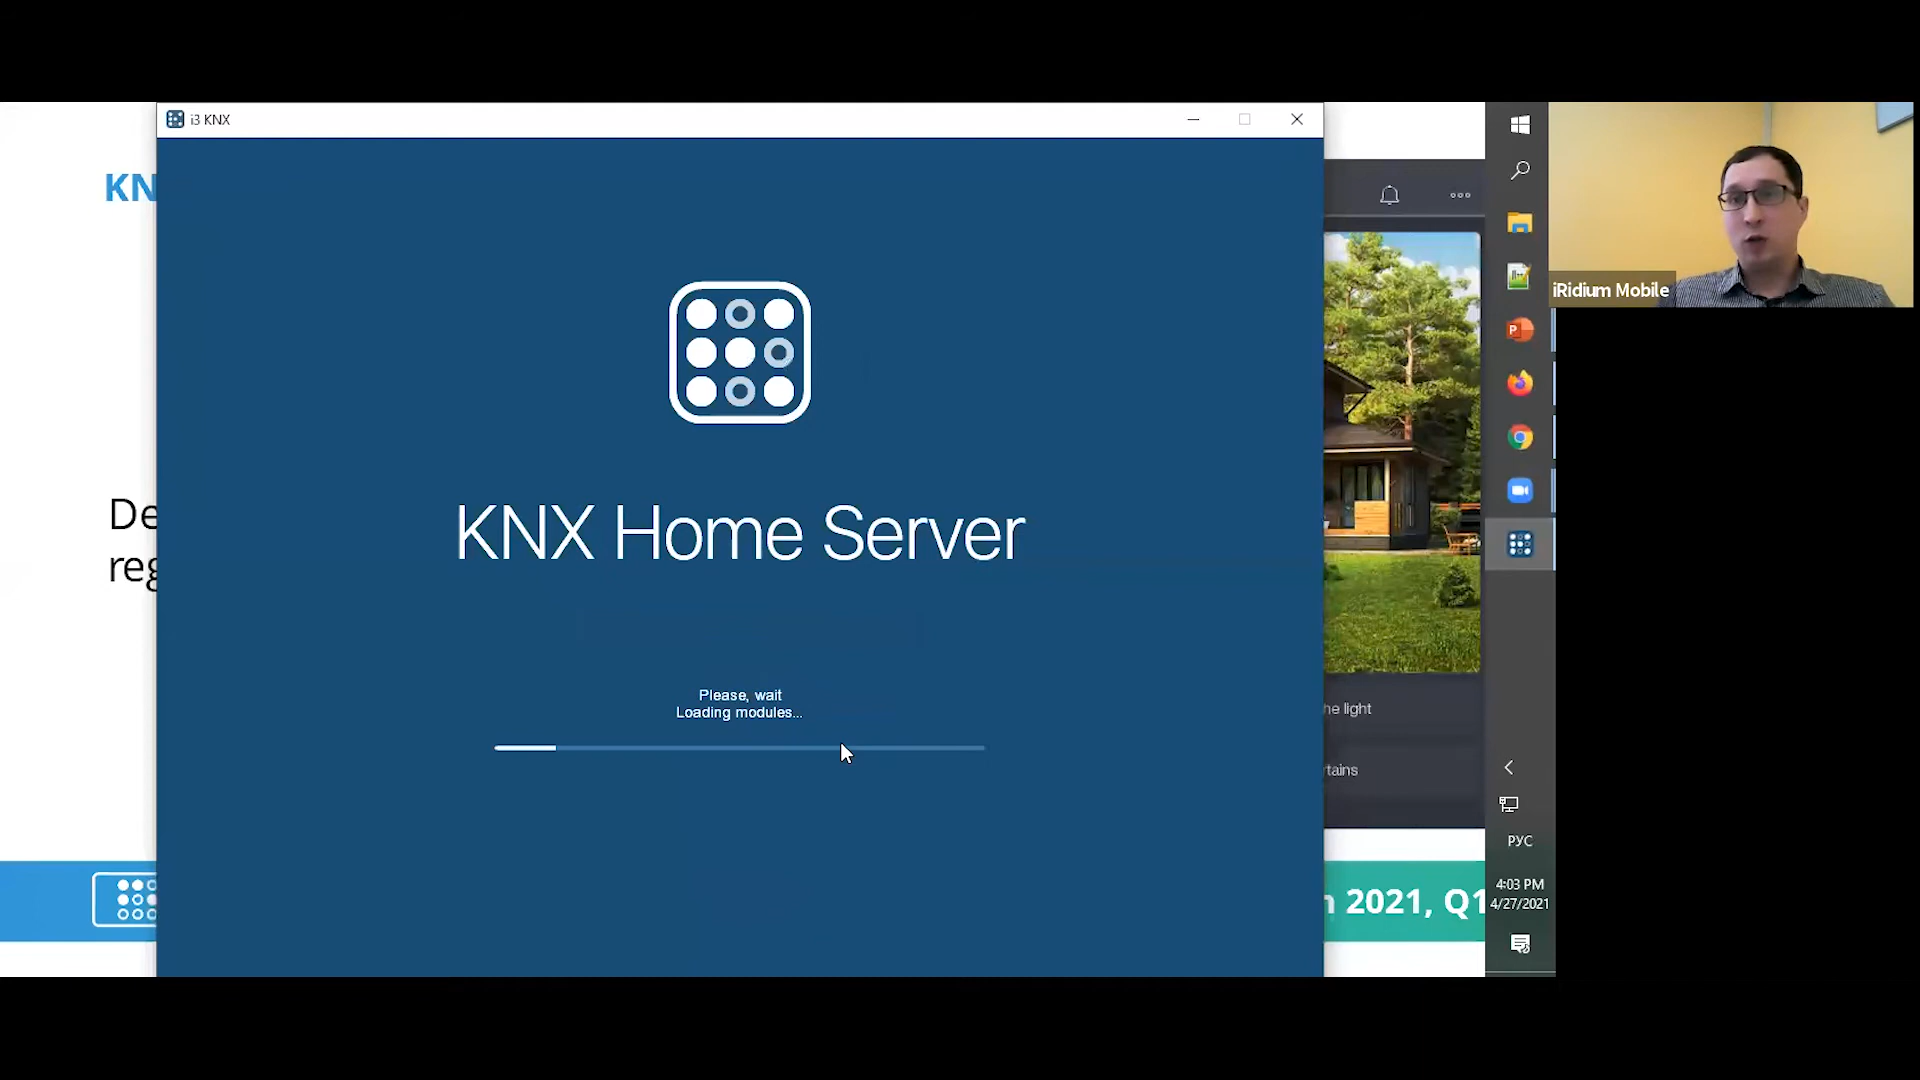 i3 KNX
KN
KNX Home Server
De
reg
Please, wait
Loading modules...
he light
tains
2021, Q1
iRidium Mobile
РУС
4:03 PM
4/27/2021